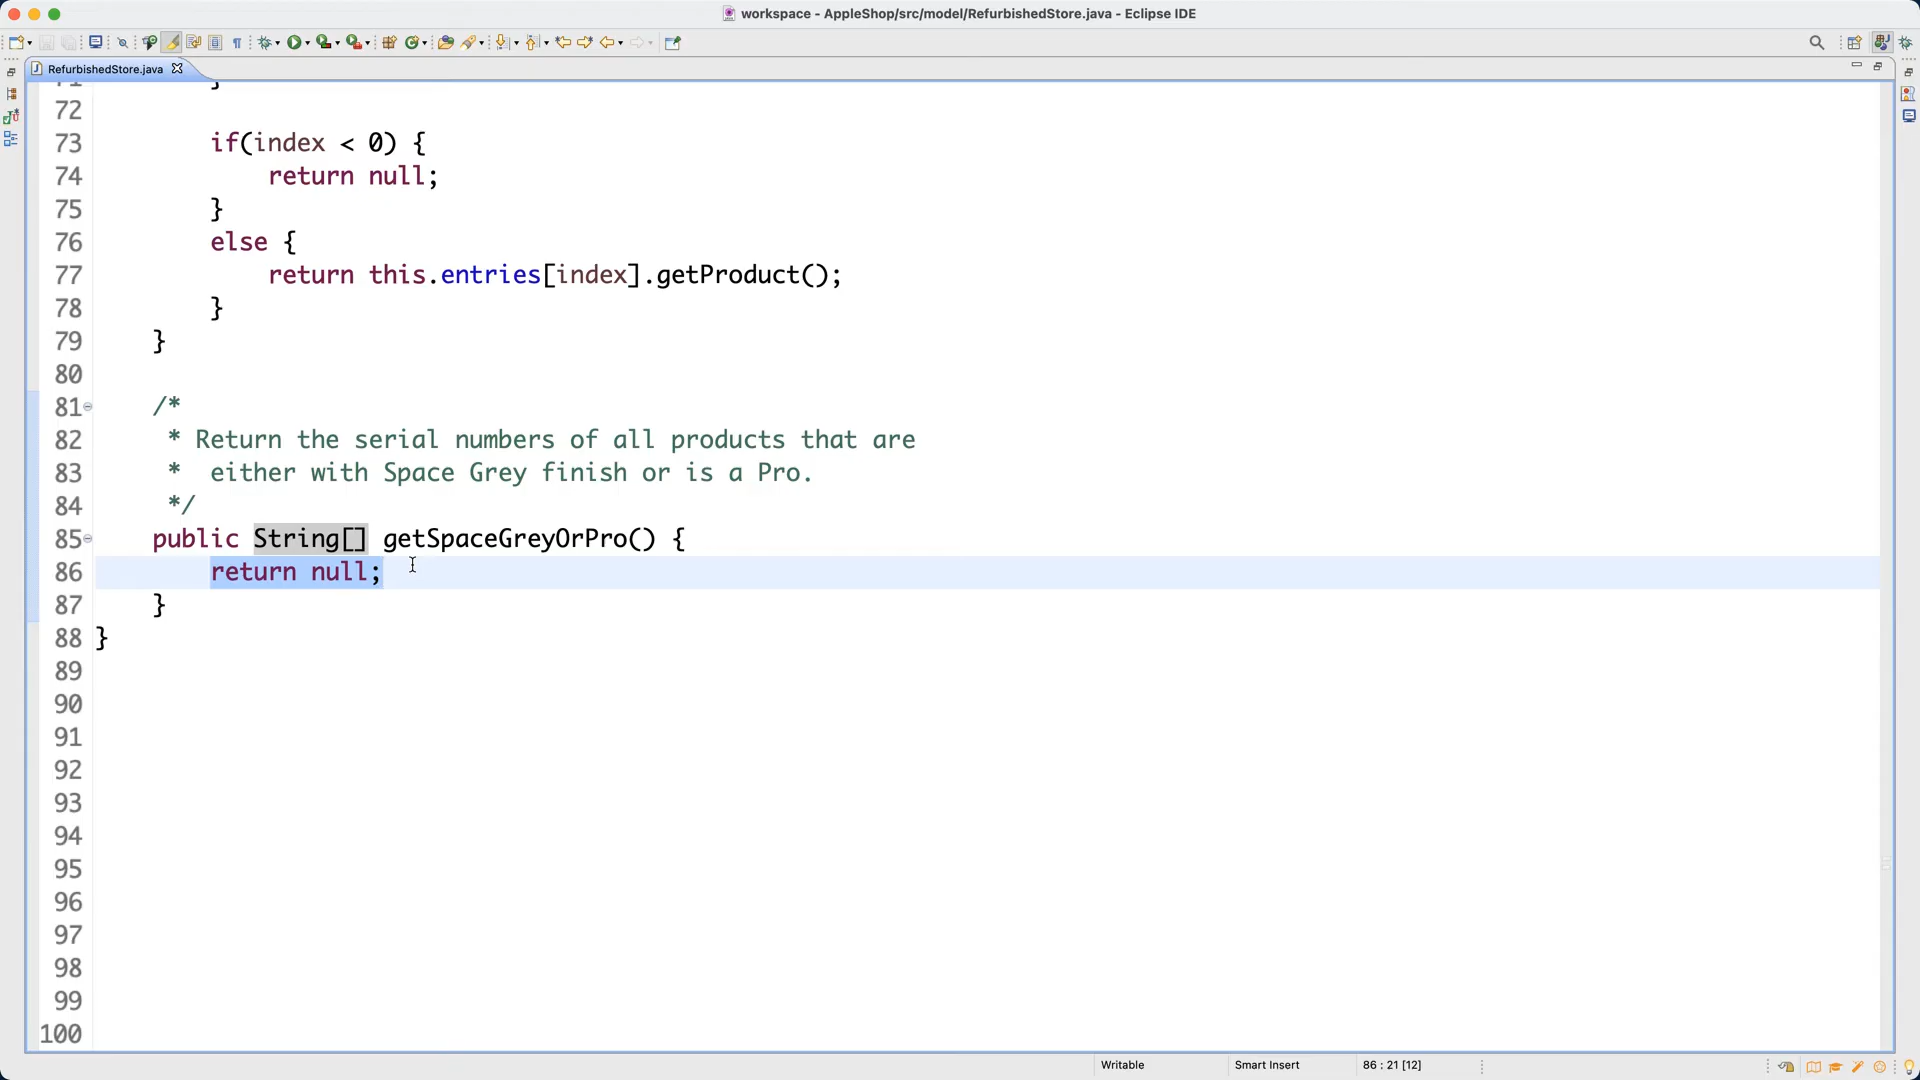 workspace - AppleShop/src/model/RefurbishedStore.java - Eclipse IDE
RefurbishedStore.java
71 }
72
73 if(index < 0) {
74 return null;
75 }
76 else {
77 return this.entries[index].getProduct();
78 }
79 }
80
81 /*
82 * Return the serial numbers of all products that are
83 * either with Space Grey finish or is a Pro.
84 */
85 public String[] getSpaceGreyOrPro() {
86 return null;
87 }
88 }
89
90
91
92
93
94
95
96
97
98
99
100
Writable Smart Insert 86 : 21 [12]